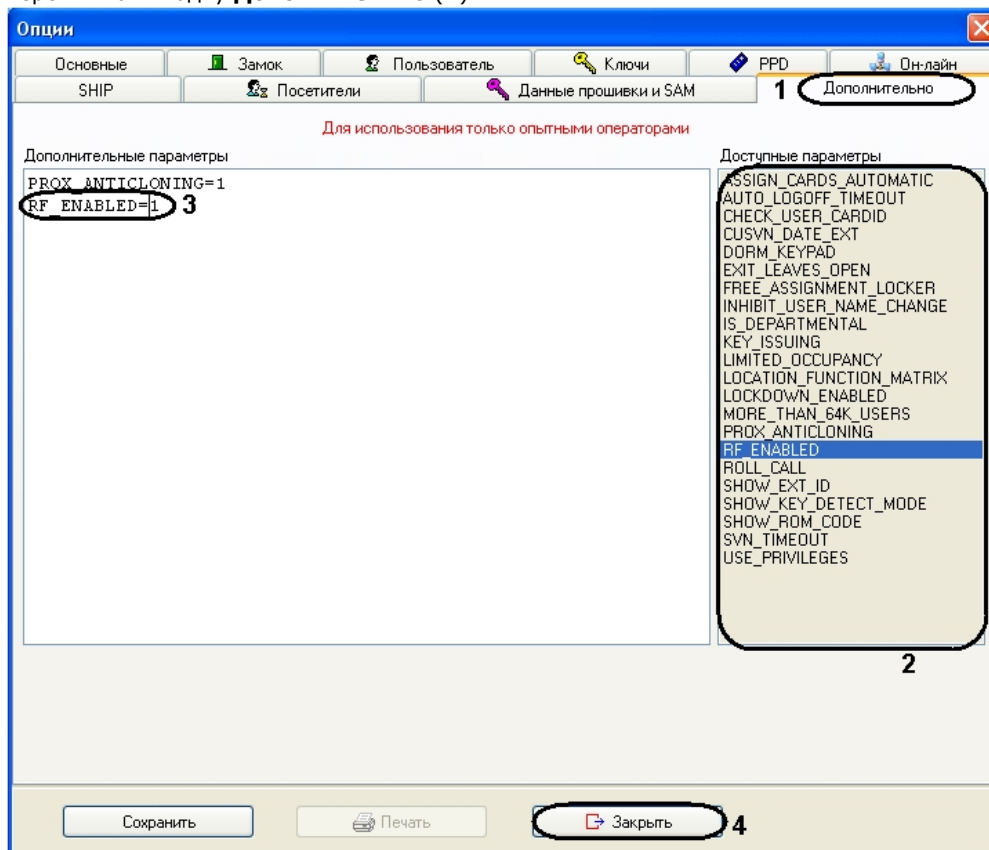 Опции
Основные
Замок
Пользователь
Ключи
PPD
Он-лайн
SHIP
Посетители
Данные прошивки и SAM
1
Дополнительно
Для использования только опытными операторами
Дополнительные параметры
Доступные параметры
PROX_ANTICLONING=1
RF_ENABLED=1
3
ASSIGN_CARDS_AUTOMATIC
AUTO_LOGOFF_TIMEOUT
CHECK_USER_CARDID
CUSVN_DATE_EXT
DORM_KEYPAD
EXIT_LEAVES_OPEN
FREE_ASSIGNMENT_LOCKER
INHIBIT_USER_NAME_CHANGE
IS_DEPARTMENTAL
KEY_ISSUING
LIMITED_OCCUPANCY
LOCATION_FUNCTION_MATRIX
LOCKDOWN_ENABLED
MORE_THAN_64K_USERS
PROX_ANTICLONING
RF_ENABLED
ROLL_CALL
SHOW_EXT_ID
SHOW_KEY_DETECT_MODE
SHOW_ROM_CODE
SVN_TIMEOUT
USE_PRIVILEGES
2
Сохранить
Печать
Закрыть
4